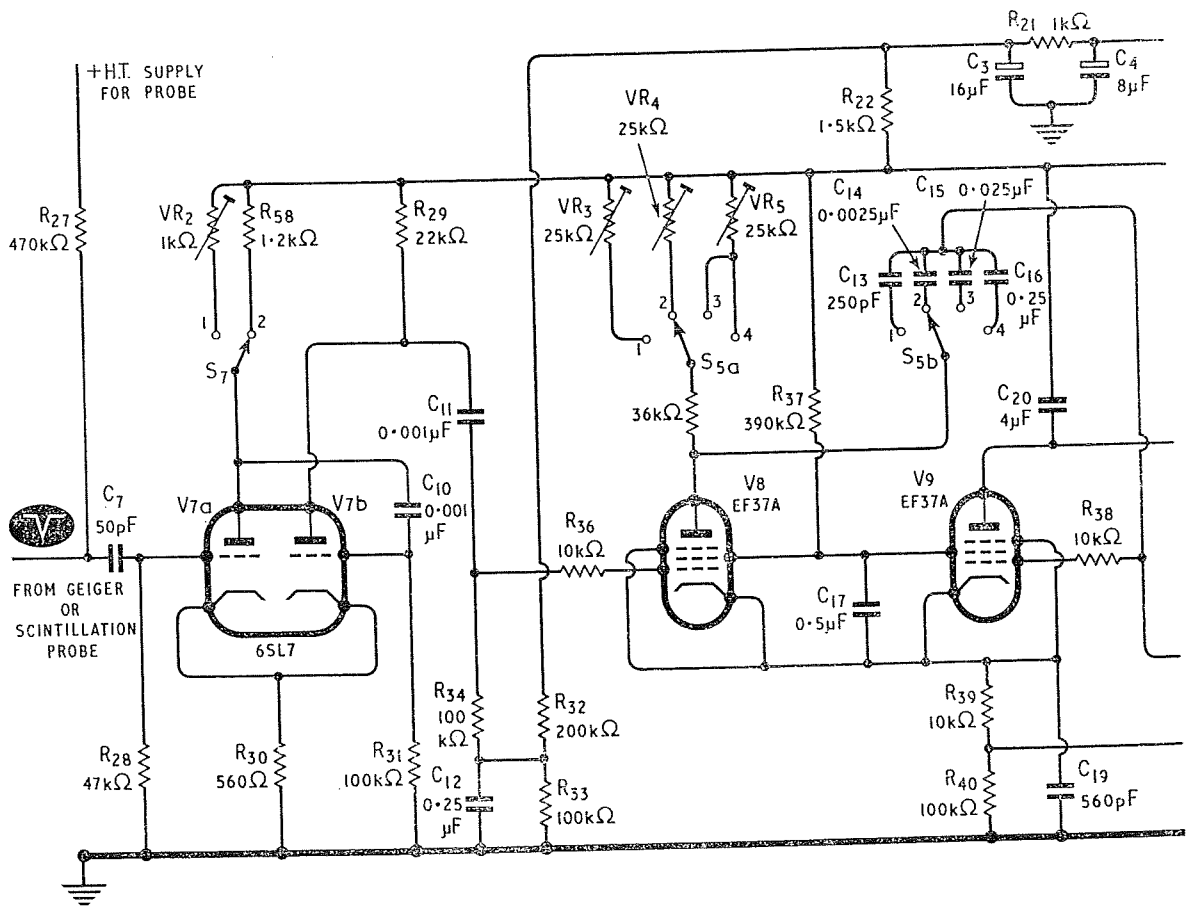 R21 1kΩ
C3
16μF
C4
8μF
+H.T. SUPPLY
FOR PROBE
VR4
25kΩ
R22
1·5kΩ
R27
470kΩ
VR2
1kΩ
R58
1·2kΩ
R29
22kΩ
VR3
25kΩ
VR5
25kΩ
C14
0·0025μF
C15 0·025μF
C13
250pF
C16
0·25
μF
1
2
S7
1
2
3
4
S5a
1
2
3
4
S5b
C11
0·001μF
36kΩ
R37
390kΩ
C20
4μF
C7
50pF
V7a
V7b
C10
0·001
μF
V8
EF37A
V9
EF37A
R36
10kΩ
R38
10kΩ
FROM GEIGER
OR
SCINTILLATION
PROBE
6SL7
C17
0·5μF
R34
100
kΩ
R32
200kΩ
R39
10kΩ
R28
47kΩ
R30
560Ω
R31
100kΩ
C12
0·25
μF
R33
100kΩ
R40
100kΩ
C19
560pF